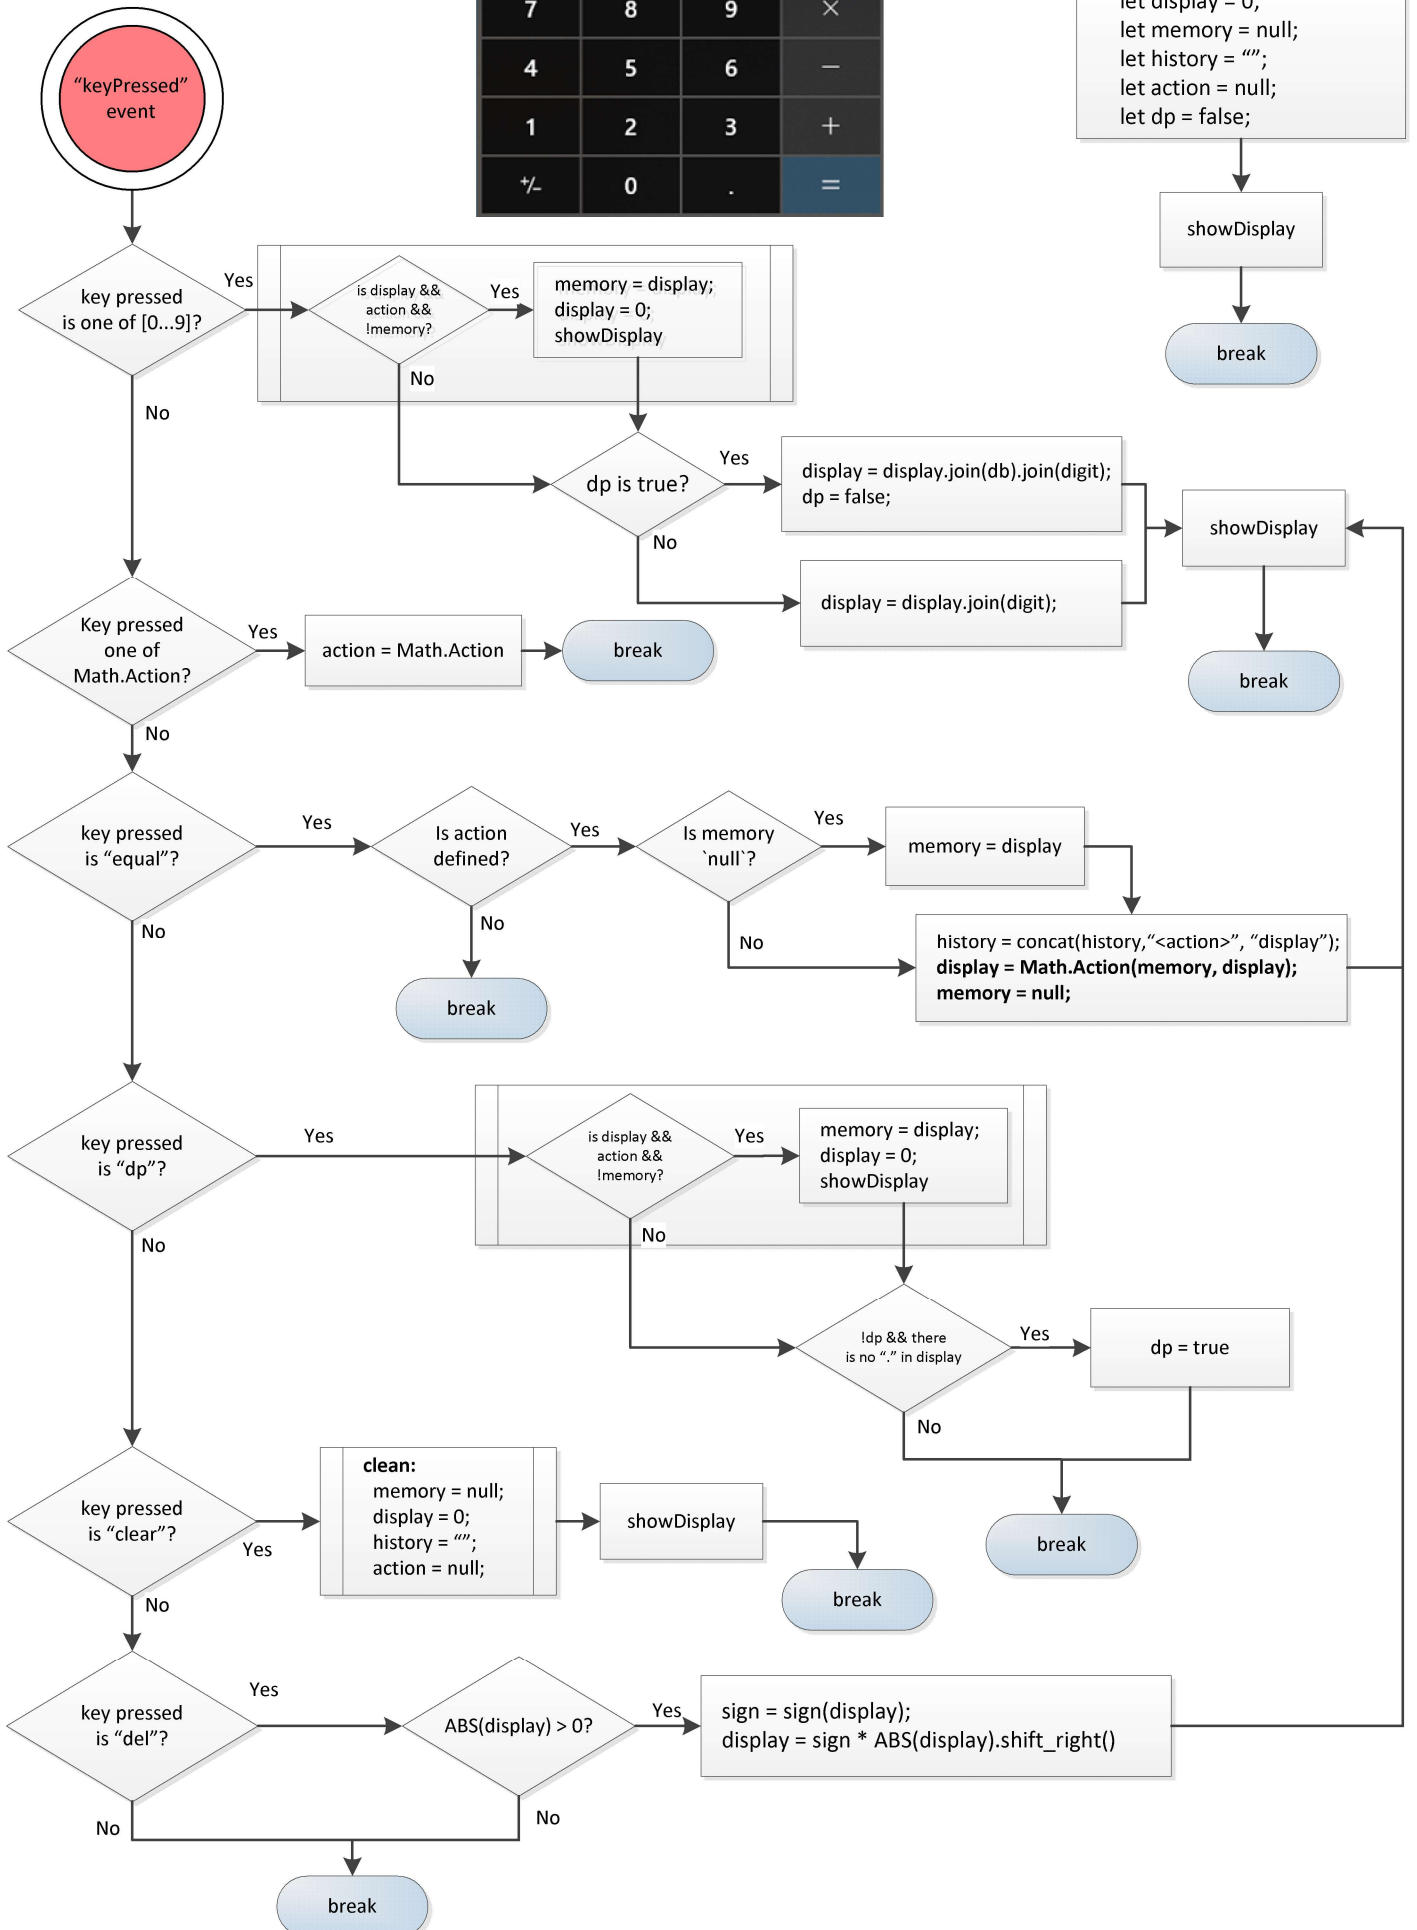 “keyPressed”
event
7 8 9 ×
4 5 6 −
1 2 3 +
+/− 0 . =
let display = 0;
let memory = null;
let history = “”;
let action = null;
let dp = false;
showDisplay
break
key pressed
is one of [0...9]?
Yes
No
is display &&
action &&
!memory?
Yes
No
memory = display;
display = 0;
showDisplay
dp is true?
Yes
No
display = display.join(db).join(digit);
dp = false;
display = display.join(digit);
showDisplay
break
Key pressed
one of
Math.Action?
Yes
No
action = Math.Action
break
key pressed
is “equal”?
Yes
No
Is action
defined?
Yes
No
break
Is memory
`null`?
Yes
No
memory = display
history = concat(history,“<action>”, “display”);
display = Math.Action(memory, display);
memory = null;
key pressed
is “dp”?
Yes
No
is display &&
action &&
!memory?
Yes
No
memory = display;
display = 0;
showDisplay
!dp && there
is no “.” in display
Yes
No
dp = true
break
key pressed
is “clear”?
Yes
No
clean:
memory = null;
display = 0;
history = “”;
action = null;
showDisplay
break
key pressed
is “del”?
Yes
No
ABS(display) > 0?
Yes
No
sign = sign(display);
display = sign * ABS(display).shift_right()
break